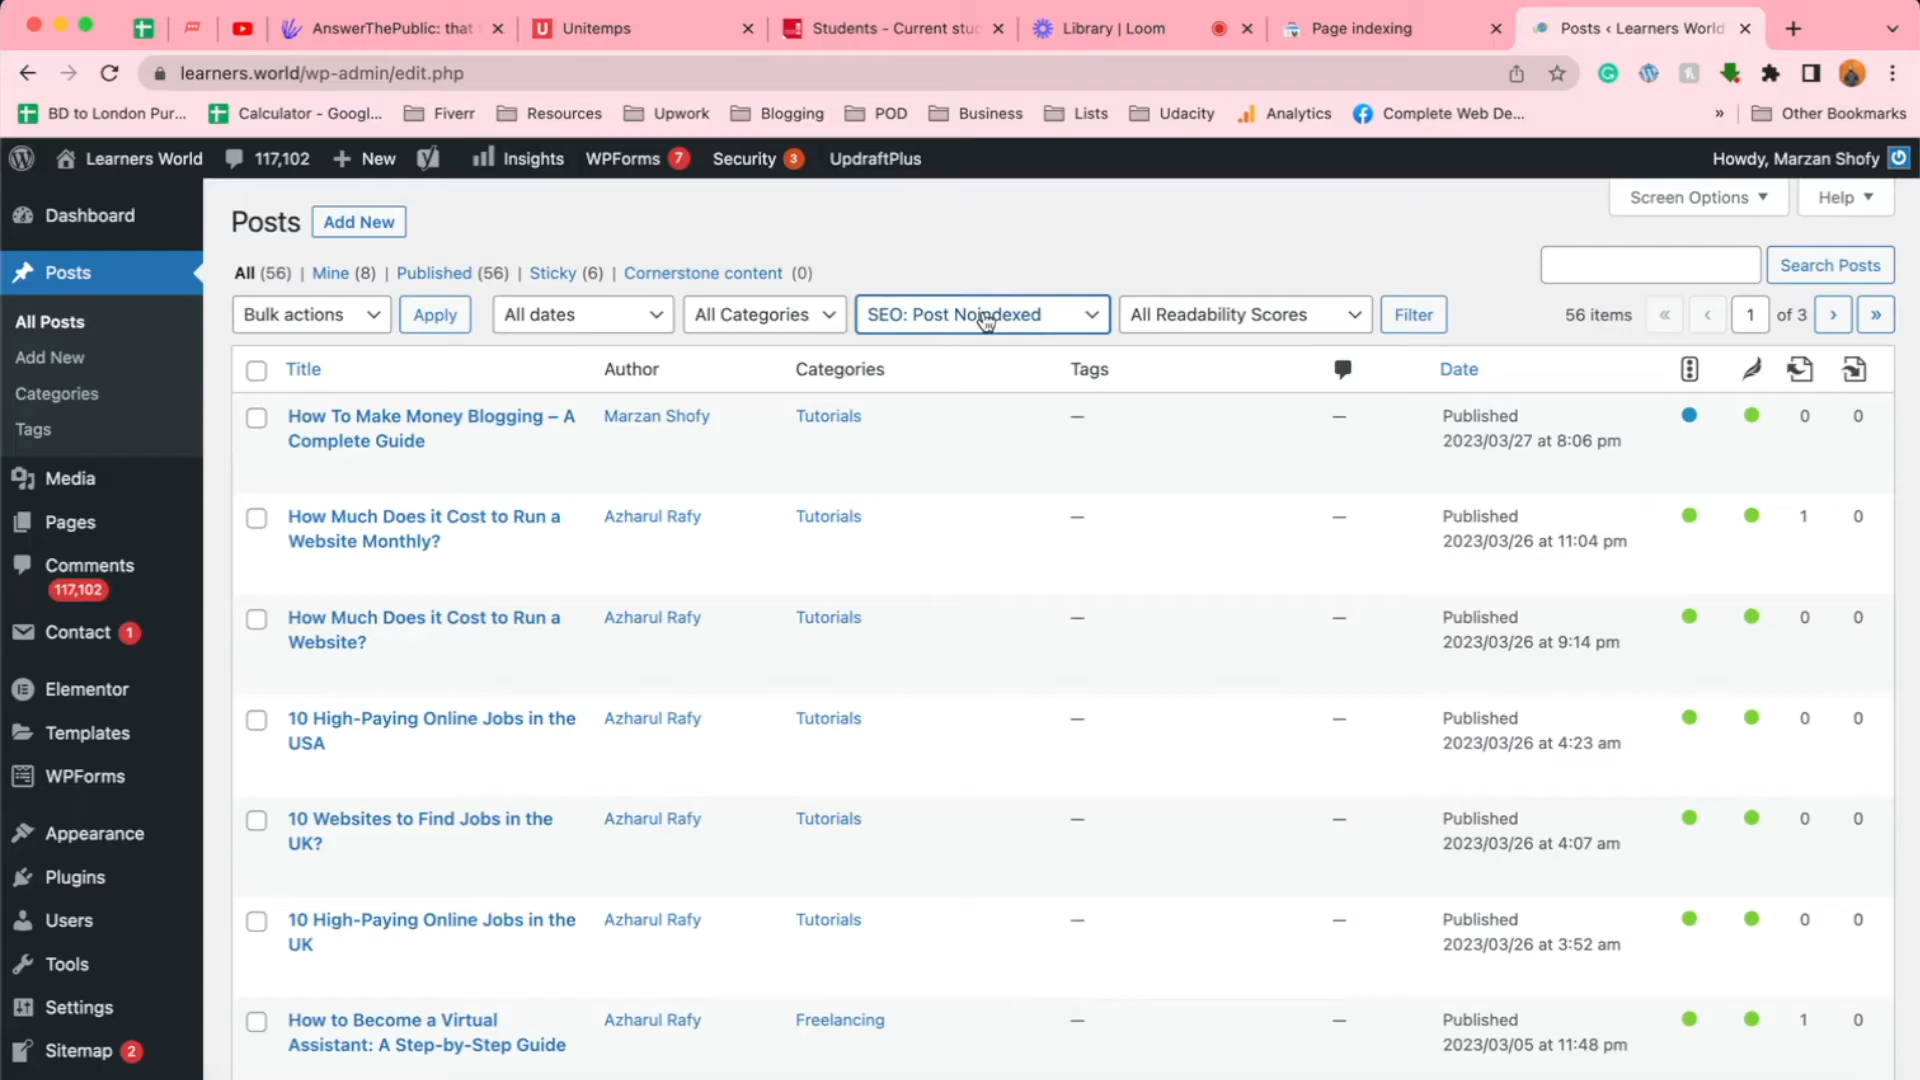 AnswerThePublic: that
Unitemps
Students - Current stud
Library | Loom
Page indexing
Posts ‹ Learners World
learners.world/wp-admin/edit.php
BD to London Pur...
Calculator - Googl...
Fiverr
Resources
Upwork
Blogging
POD
Business
Lists
Udacity
Analytics
Complete Web De...
»
Other Bookmarks
Learners World
117,102
New
Insights
WPForms 7
Security 3
UpdraftPlus
Howdy, Marzan Shofy
Dashboard
Posts
All Posts
Add New
Categories
Tags
Media
Pages
Comments
117,102
Contact 1
Elementor
Templates
WPForms
Appearance
Plugins
Users
Tools
Settings
Sitemap 2
Screen Options
Help
Posts Add New
All (56) | Mine (8) | Published (56) | Sticky (6) | Cornerstone content (0)
Search Posts
Bulk actions Apply All dates All Categories SEO: Post Noindexed All Readability Scores Filter 56 items « ‹ 1 of 3 › »
Title Author Categories Tags Date
How To Make Money Blogging – A Marzan Shofy Tutorials — — Published 0 0
Complete Guide 2023/03/27 at 8:06 pm
How Much Does it Cost to Run a Azharul Rafy Tutorials — — Published 1 0
Website Monthly? 2023/03/26 at 11:04 pm
How Much Does it Cost to Run a Azharul Rafy Tutorials — — Published 0 0
Website? 2023/03/26 at 9:14 pm
10 High-Paying Online Jobs in the Azharul Rafy Tutorials — — Published 0 0
USA 2023/03/26 at 4:23 am
10 Websites to Find Jobs in the Azharul Rafy Tutorials — — Published 0 0
UK? 2023/03/26 at 4:07 am
10 High-Paying Online Jobs in the Azharul Rafy Tutorials — — Published 0 0
UK 2023/03/26 at 3:52 am
How to Become a Virtual Azharul Rafy Freelancing — — Published 1 0
Assistant: A Step-by-Step Guide 2023/03/05 at 11:48 pm